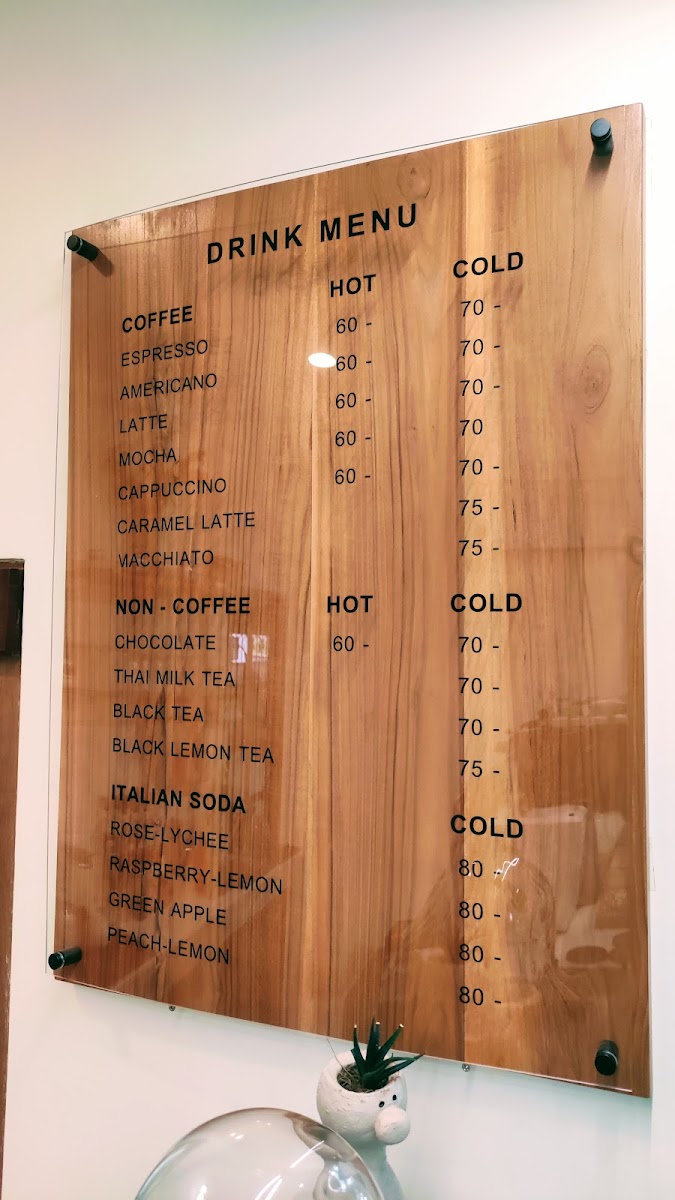 DRINK MENU
COFFEE HOT COLD
ESPRESSO 60 - 70 -
AMERICANO 60 - 70 -
LATTE 60 - 70 -
MOCHA 60 - 70
CAPPUCCINO 60 - 70 -
CARAMEL LATTE 75 -
MACCHIATO 75 -
NON - COFFEE HOT COLD
CHOCOLATE 60 - 70 -
THAI MILK TEA 70 -
BLACK TEA 70 -
BLACK LEMON TEA 75 -
ITALIAN SODA COLD
ROSE-LYCHEE 80 -
RASPBERRY-LEMON 80 -
GREEN APPLE 80 -
PEACH-LEMON 80 -